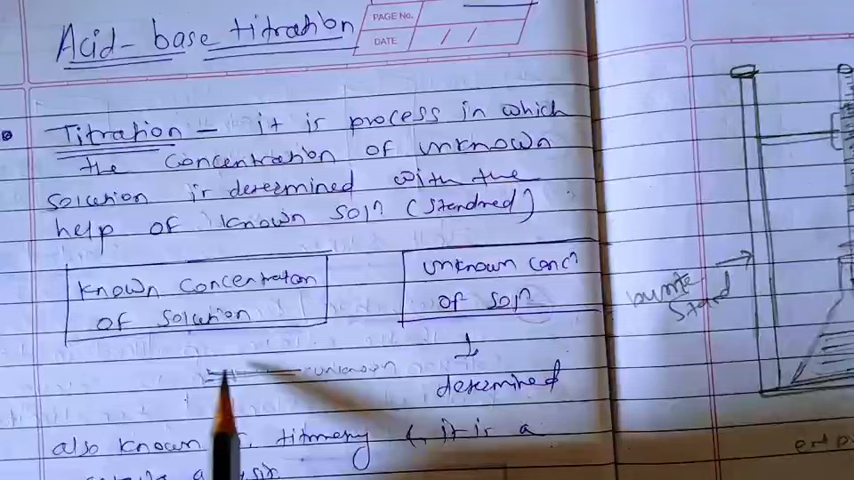 Acid-base titration
PAGE No.
DATE
Titration - it is process in which
the concentration of unknown
solution is determined with the
help of known solⁿ (standred)
Known concentration
of solution
unknown concⁿ
of solⁿ
unknown
determined
also known titrimetry (it is a
burette
stand